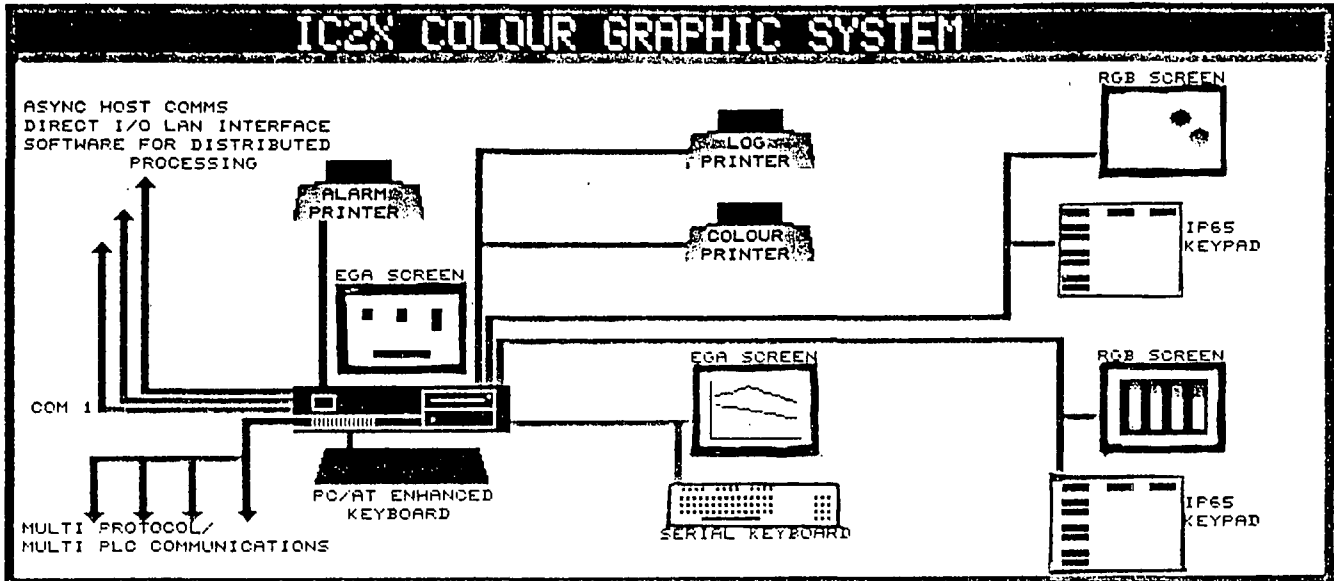 IC2X COLOUR GRAPHIC SYSTEM
ASYNC HOST COMMS
DIRECT I/O LAN INTERFACE
SOFTWARE FOR DISTRIBUTED
PROCESSING
ALARM
PRINTER
LOG
PRINTER
COLOUR
PRINTER
RGB SCREEN
IP65
KEYPAD
EGA SCREEN
EGA SCREEN
RGB SCREEN
COM 1
PC/AT ENHANCED
KEYBOARD
SERIAL KEYBOARD
IP65
KEYPAD
MULTI PROTOCOL/
MULTI PLC COMMUNICATIONS